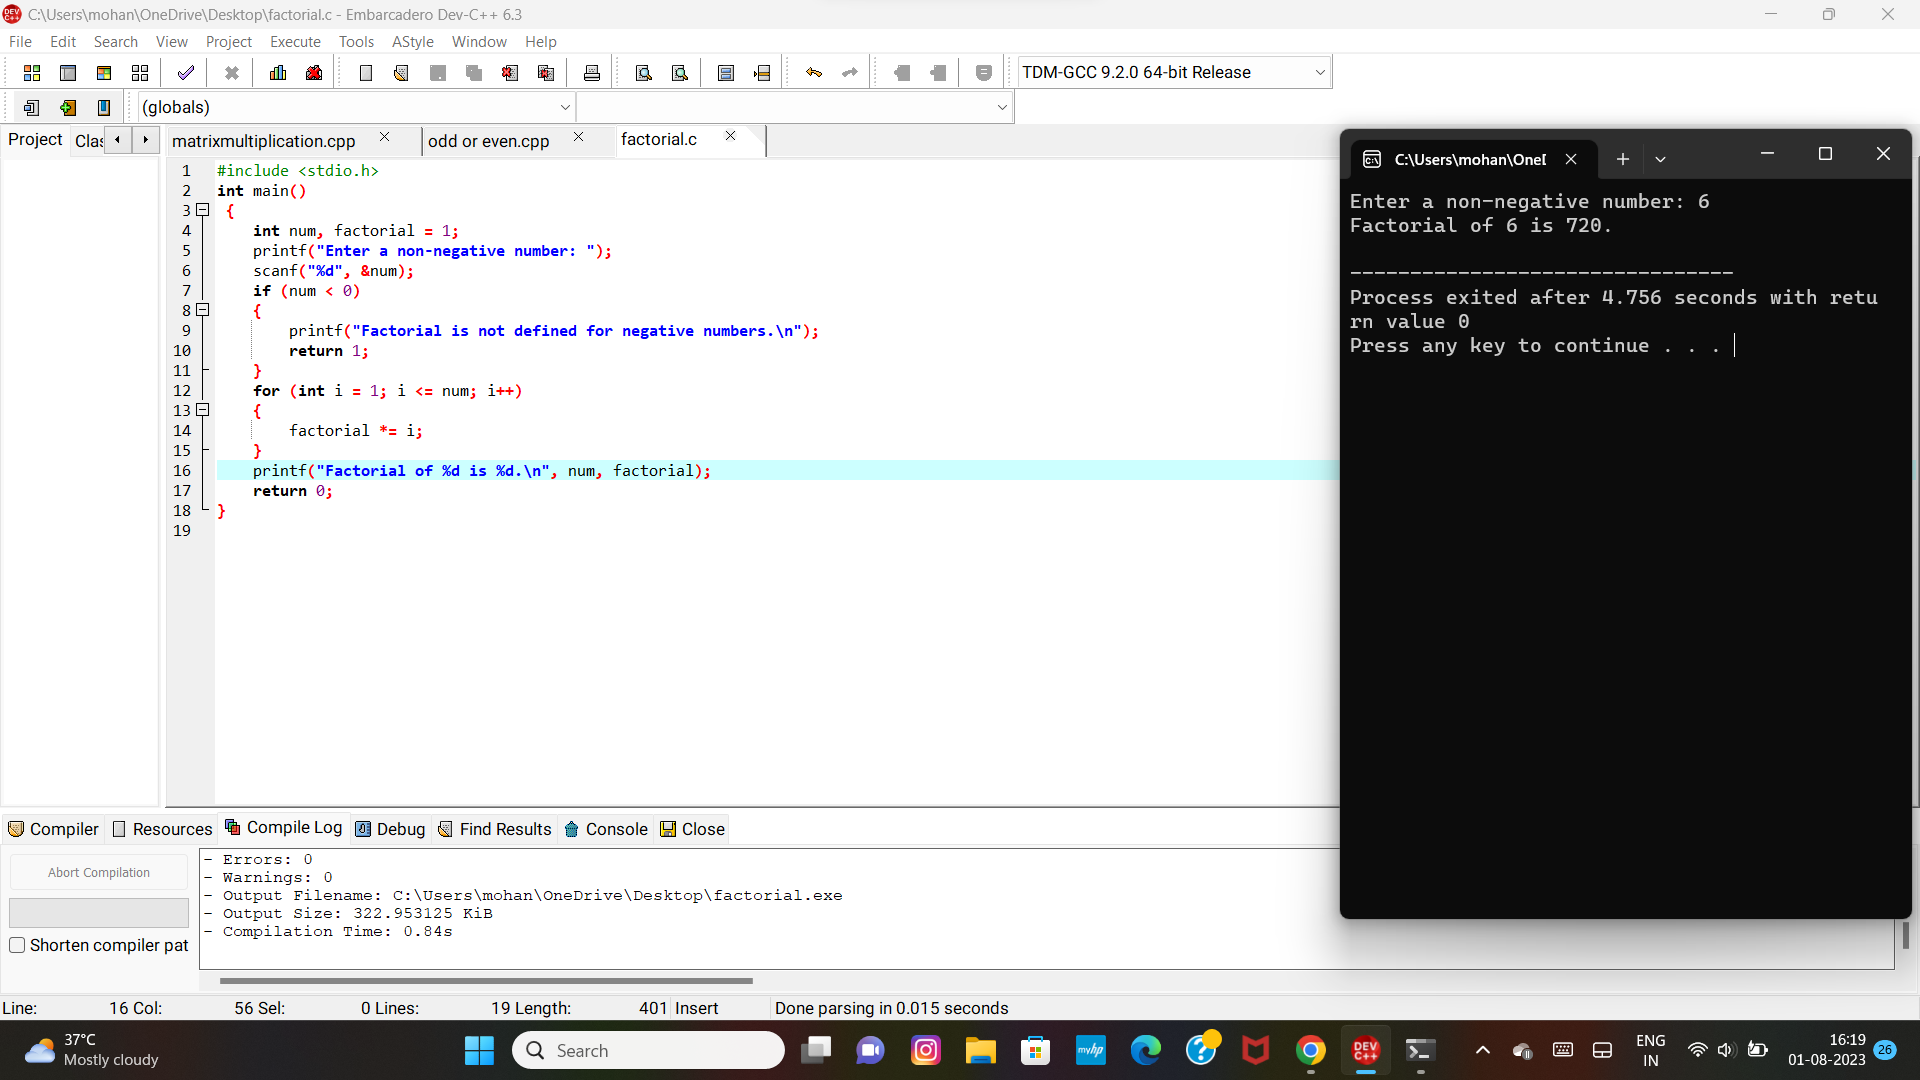 C:\Users\mohan\OneDrive\Desktop\factorial.c - Embarcadero Dev-C++ 6.3
File Edit Search View Project Execute Tools AStyle Window Help
TDM-GCC 9.2.0 64-bit Release
(globals)
Project Clas matrixmultiplication.cpp odd or even.cpp factorial.c
1 #include <stdio.h>
2 int main()
3 {
4 int num, factorial = 1;
5 printf("Enter a non-negative number: ");
6 scanf("%d", &num);
7 if (num < 0)
8 {
9 printf("Factorial is not defined for negative numbers.\n");
10 return 1;
11 }
12 for (int i = 1; i <= num; i++)
13 {
14 factorial *= i;
15 }
16 printf("Factorial of %d is %d.\n", num, factorial);
17 return 0;
18 }
19
C:\Users\mohan\OneI
Enter a non-negative number: 6
Factorial of 6 is 720.
--------------------------------
Process exited after 4.756 seconds with retu
rn value 0
Press any key to continue . . .
Compiler Resources Compile Log Debug Find Results Console Close
Abort Compilation
Shorten compiler pat
- Errors: 0
- Warnings: 0
- Output Filename: C:\Users\mohan\OneDrive\Desktop\factorial.exe
- Output Size: 322.953125 KiB
- Compilation Time: 0.84s
Line: 16 Col: 56 Sel: 0 Lines: 19 Length: 401 Insert Done parsing in 0.015 seconds
37°C
Mostly cloudy
Search
myhp
DEV
C++
ENG
IN
16:19
01-08-2023
26